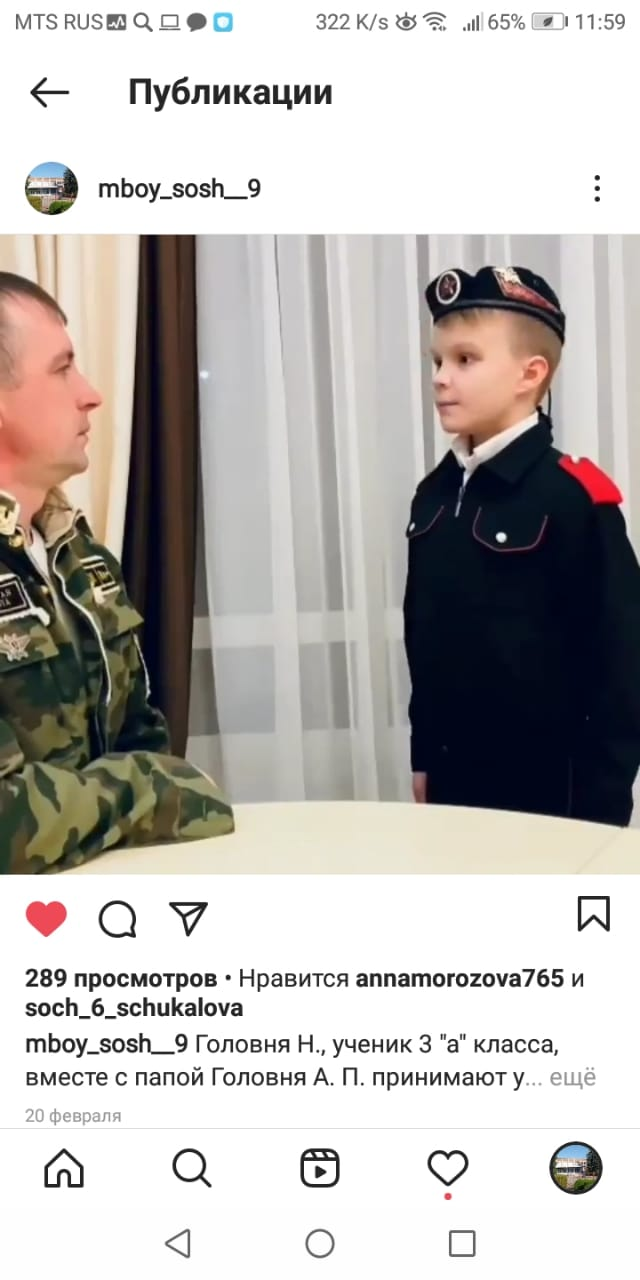 MTS RUS 322 K/s 65% 11:59
Публикации
mboy_sosh__9
289 просмотров • Нравится annamorozova765 и
soch_6_schukalova
mboy_sosh__9 Головня Н., ученик 3 "а" класса,
вместе с папой Головня А. П. принимают у... ещё
20 февраля